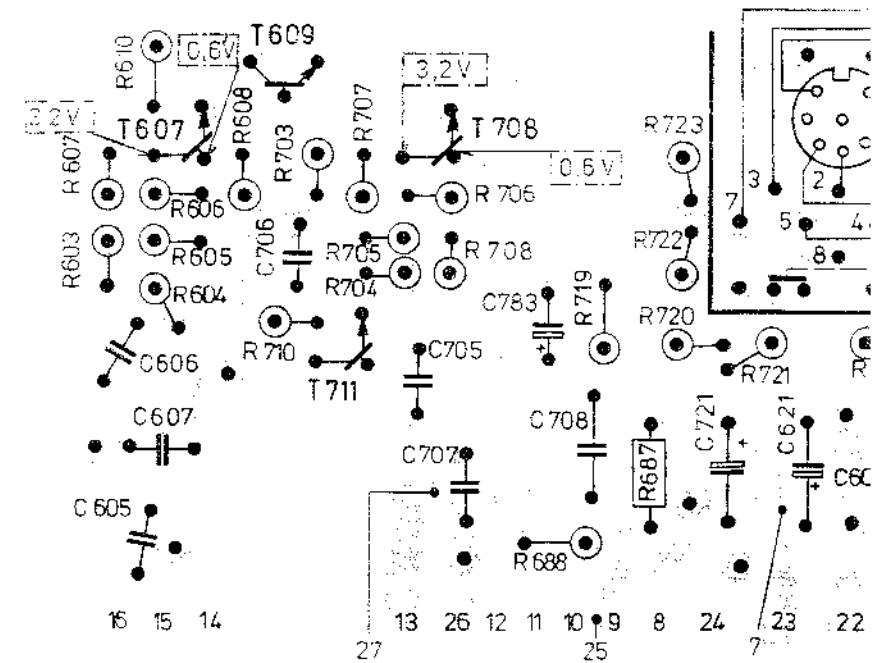 R610
0,6V
T609
3,2V
3,2V
T607
R608
R703
R707
T708
0,6V
R723
R607
R606
R706
3
2
7
R603
R605
C706
R705
R708
R722
5
4
8
R604
R704
C783
R719
R720
R710
C606
T711
C705
R721
R
C607
C708
C721
+
C621
+
+
C707
R687
C60
C605
R688
16
15
14
13
26
12
11
10
9
8
24
23
22
27
25
7